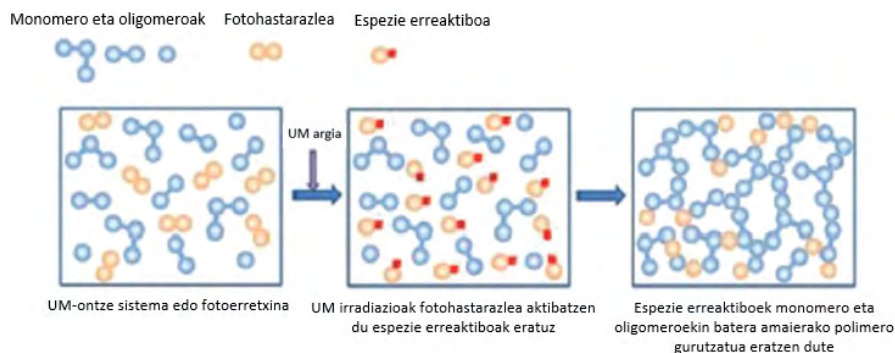 Monomero eta oligomeroak
Fotohastarazlea
Espezie erreaktiboa
UM argia
UM-ontze sistema edo fotoerretxina
UM irradiazioak fotohastarazlea aktibatzen
du espezie erreaktiboak eratuz
Espezie erreaktiboek monomero eta
oligomeroekin batera amaierako polimero
gurutzatua eratzen dute